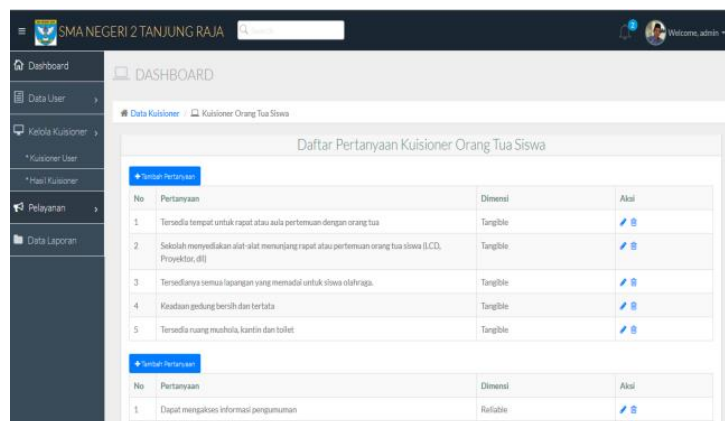 SMA NEGERI 2 TANJUNG RAJA
Search
2
Welcome, admin
Dashboard
Data User
Kelola Kuisioner
* Kuisioner User
* Hasil Kuisioner
Pelayanan
Data Laporan
DASHBOARD
Data Kuisioner / Kuisioner Orang Tua Siswa
Daftar Pertanyaan Kuisioner Orang Tua Siswa
+Tambah Pertanyaan
No Pertanyaan Dimensi Aksi
1 Tersedia tempat untuk rapat atau aula pertemuan dengan orang tua Tangible
2 Sekolah menyediakan alat-alat menunjang rapat atau pertemuan orang tua siswa (LCD,
Proyektor, dll) Tangible
3 Tersedianya semua lapangan yang memadai untuk siswa olahraga. Tangible
4 Keadaan gedung bersih dan tertata Tangible
5 Tersedia ruang mushola, kantin dan toilet Tangible
+Tambah Pertanyaan
No Pertanyaan Dimensi Aksi
1 Dapat mengakses informasi pengumuman Reliable